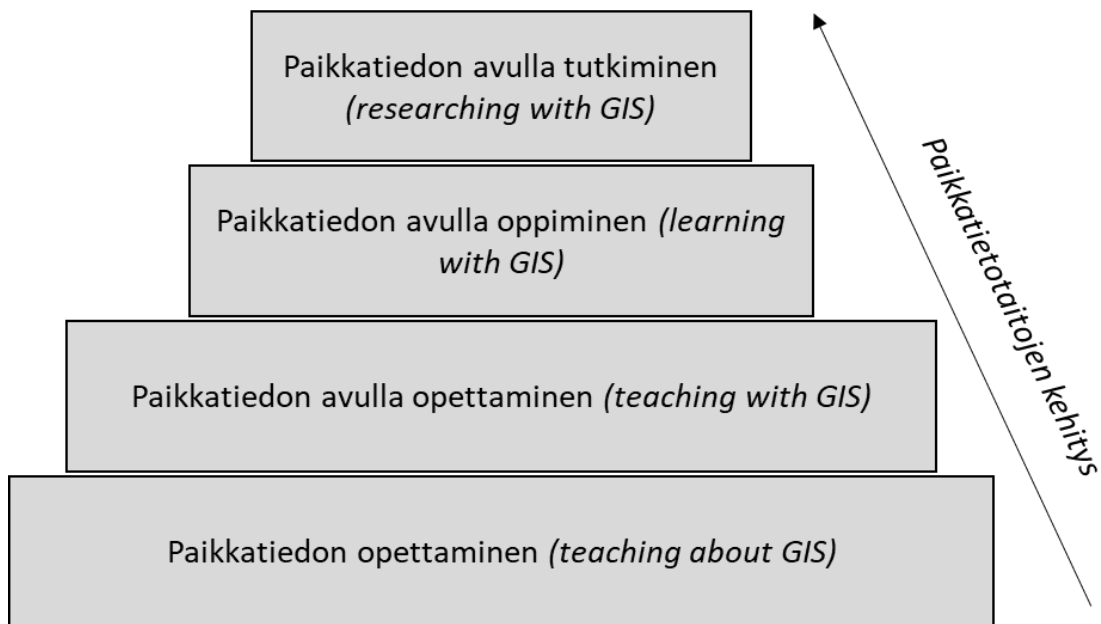 Paikkatiedon avulla tutkiminen
(researching with GIS)
Paikkatiedon avulla oppiminen (learning
with GIS)
Paikkatiedon avulla opettaminen (teaching with GIS)
Paikkatiedon opettaminen (teaching about GIS)
Paikkatietotaitojen kehitys